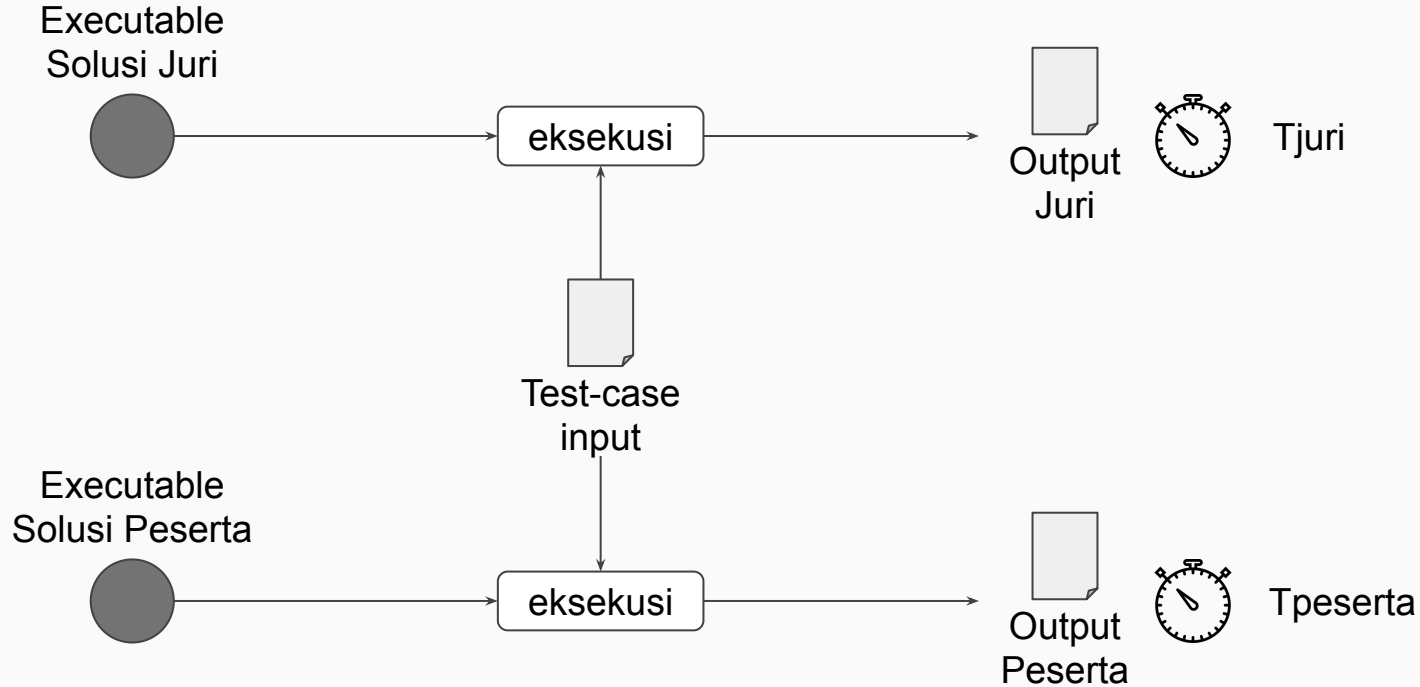 Executable
Solusi Juri
eksekusi
Output
Juri
Tjuri
Test-case
input
Executable
Solusi Peserta
eksekusi
Output
Peserta
Tpeserta